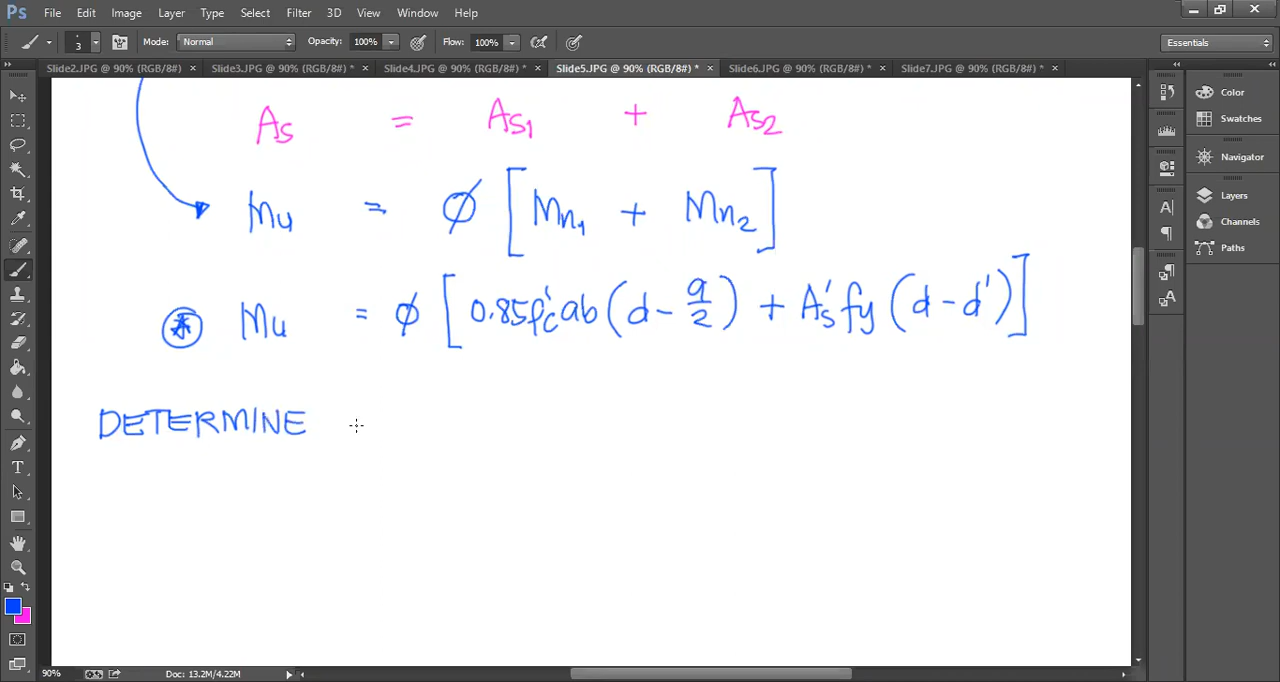 Ps File Edit Image Layer Type Select Filter 3D View Window Help
3 Mode: Normal Opacity: 100% Flow: 100% Essentials
Slide2.JPG @ 90% (RGB/8#) × Slide3.JPG @ 90% (RGB/8#) * × Slide4.JPG @ 90% (RGB/8#) * × Slide5.JPG @ 90% (RGB/8#) * × Slide6.JPG @ 90% (RGB/8#) * × Slide7.JPG @ 90% (RGB/8#) * ×
As = As1 + As2
Mu = ϕ [Mn1 + Mn2]
* Mu = ϕ [0.85f'c ab (d - a/2) + A's fy (d - d')]
DETERMINE
Color
Swatches
Navigator
Layers
Channels
Paths
90% Doc: 13.2M/4.22M